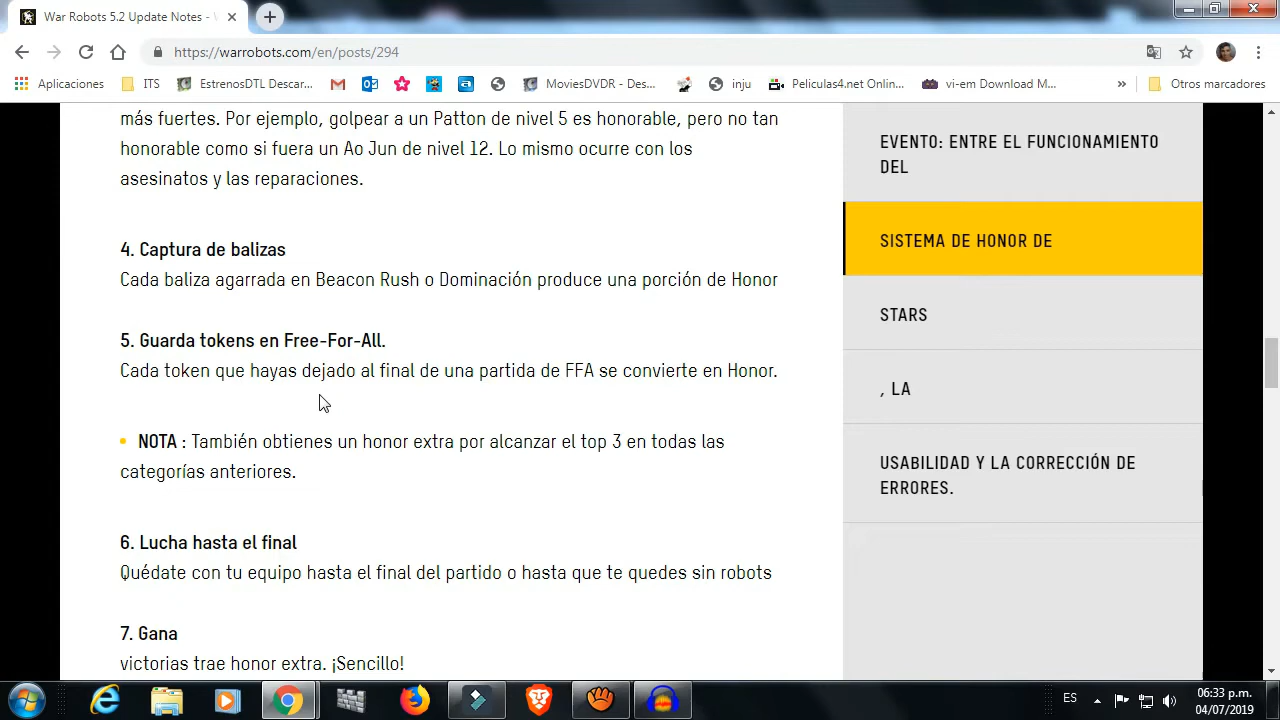 War Robots 5.2 Update Notes -
https://warrobots.com/en/posts/294
Aplicaciones
ITS
EstrenosDTL Descar...
MoviesDVDR - Des...
inju
Peliculas4.net Onlin...
vi-em Download M...
»
Otros marcadores
más fuertes. Por ejemplo, golpear a un Patton de nivel 5 es honorable, pero no tan
honorable como si fuera un Ao Jun de nivel 12. Lo mismo ocurre con los
asesinatos y las reparaciones.
4. Captura de balizas
Cada baliza agarrada en Beacon Rush o Dominación produce una porción de Honor
5. Guarda tokens en Free-For-All.
Cada token que hayas dejado al final de una partida de FFA se convierte en Honor.
NOTA : También obtienes un honor extra por alcanzar el top 3 en todas las
categorías anteriores.
6. Lucha hasta el final
Quédate con tu equipo hasta el final del partido o hasta que te quedes sin robots
7. Gana
victorias trae honor extra. ¡Sencillo!
EVENTO: ENTRE EL FUNCIONAMIENTO
DEL
SISTEMA DE HONOR DE
STARS
, LA
USABILIDAD Y LA CORRECCIÓN DE
ERRORES.
ES
06:33 p.m.
04/07/2019